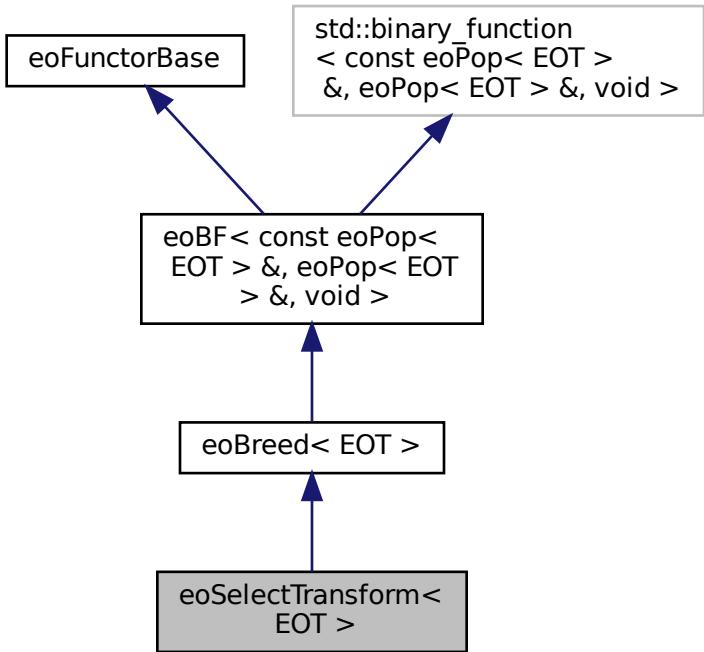 eoFunctorBase
std::binary_function
< const eoPop< EOT >
&, eoPop< EOT > &, void >
eoBF< const eoPop<
EOT > &, eoPop< EOT
> &, void >
eoBreed< EOT >
eoSelectTransform<
EOT >